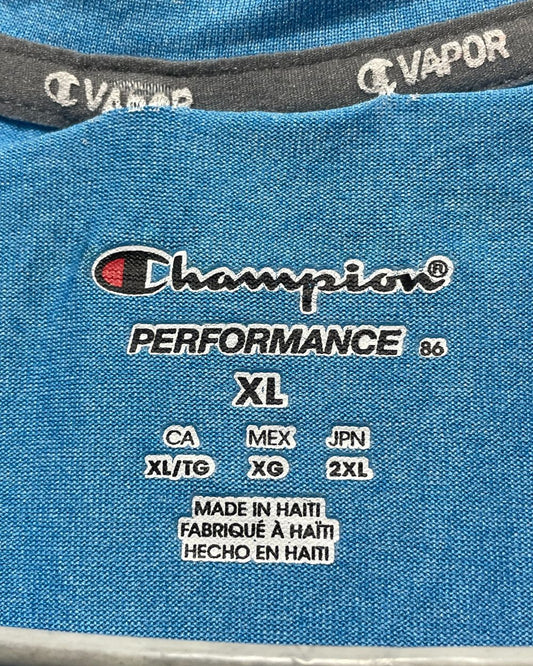 VAPOR VAPOR
Champion®
PERFORMANCE 86
XL
CA MEX JPN
XL/TG XG 2XL
MADE IN HAITI
FABRIQUÉ À HAÏTI
HECHO EN HAITI